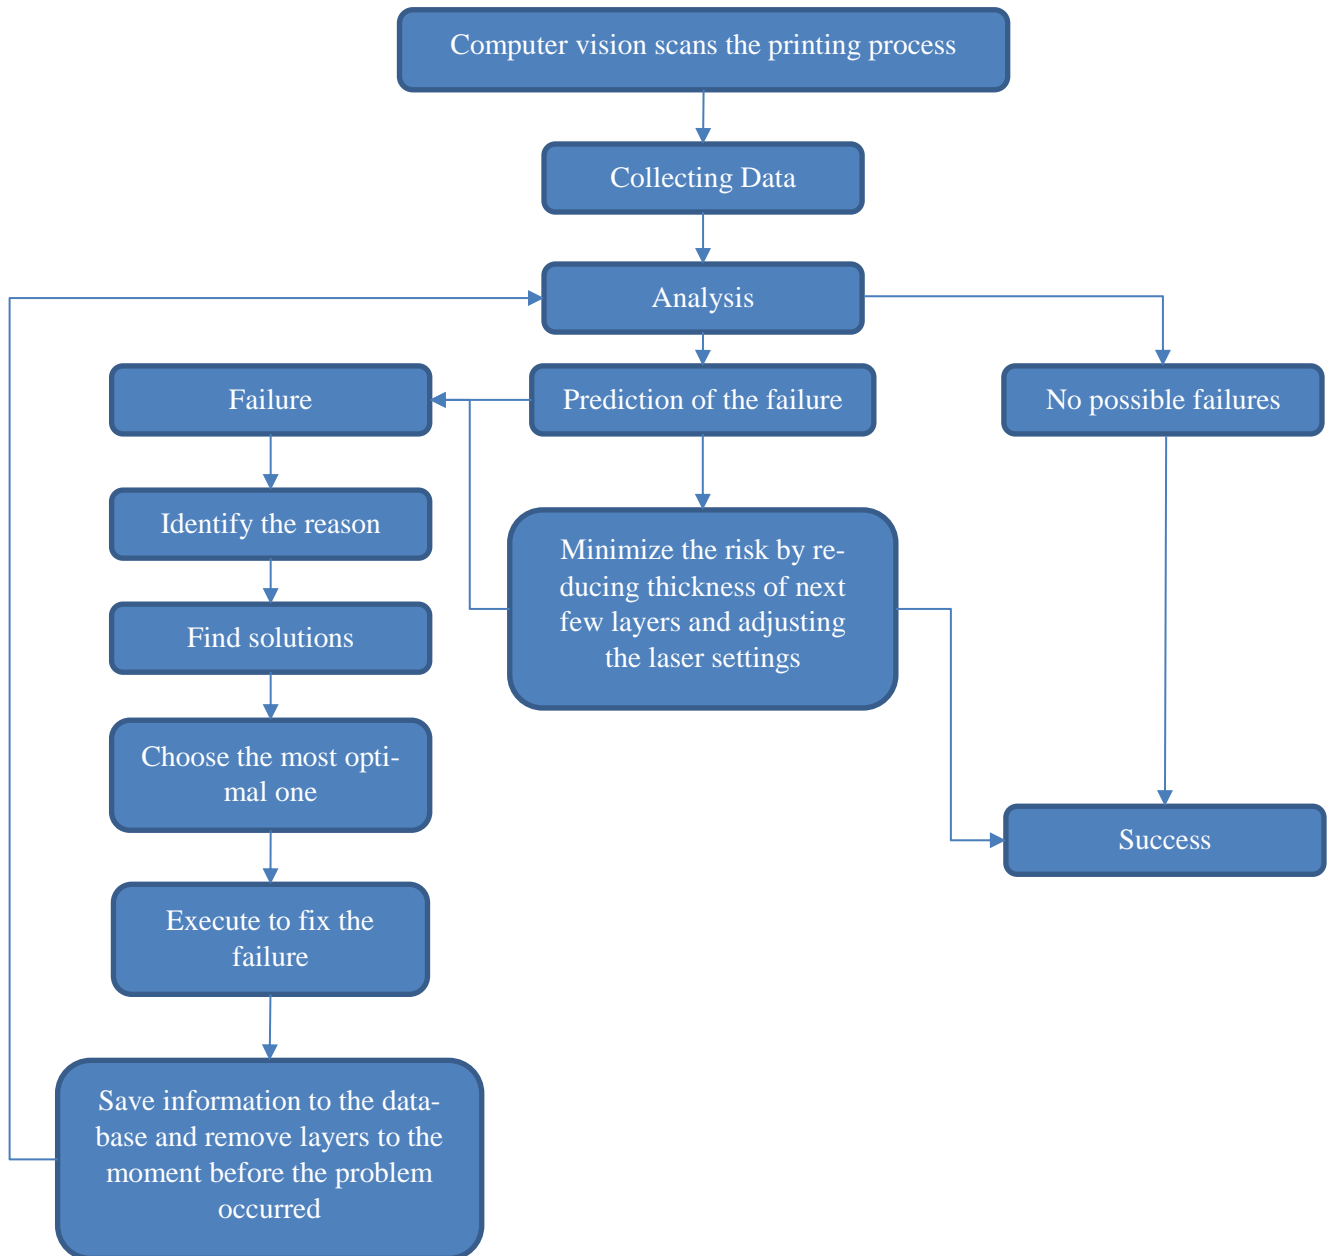 Computer vision scans the printing process
Collecting Data
Analysis
Failure
Prediction of the failure
No possible failures
Identify the reason
Minimize the risk by re-
ducing thickness of next
few layers and adjusting
the laser settings
Find solutions
Choose the most opti-
mal one
Success
Execute to fix the
failure
Save information to the data-
base and remove layers to the
moment before the problem
occurred